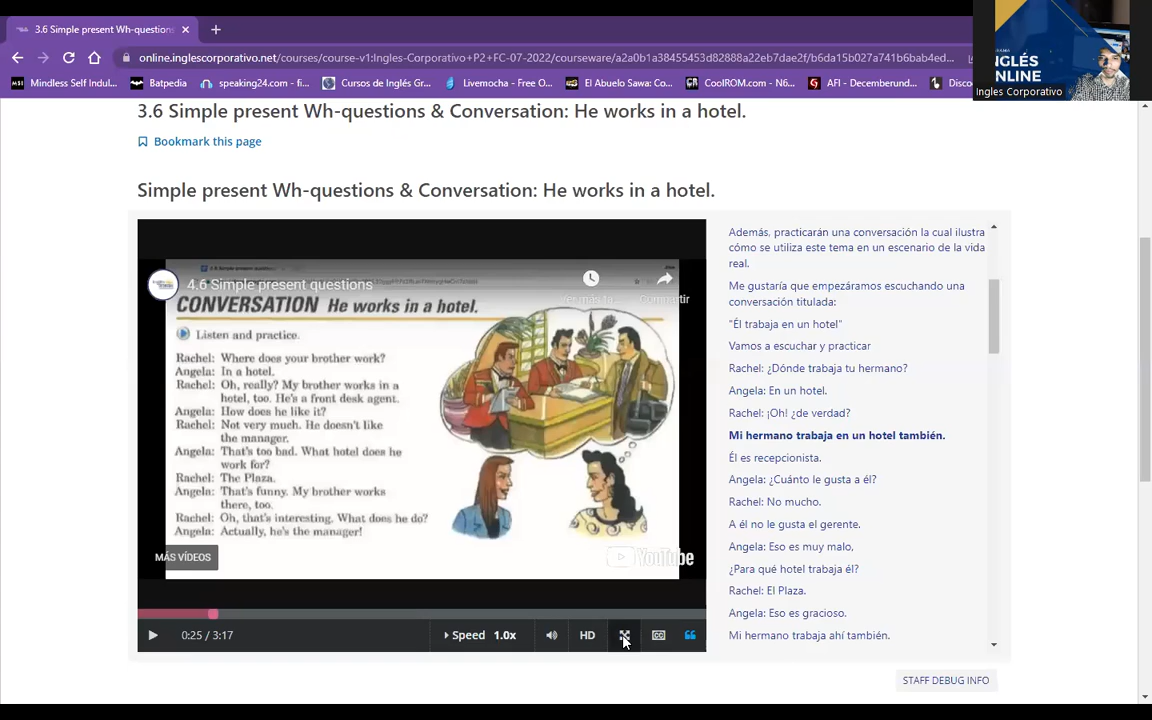 3.6 Simple present Wh-questions
online.inglescorporativo.net/courses/course-v1:Ingles-Corporativo+P2+FC-07-2022/courseware/a2a0b1a38455453d82888a22eb7dae2f/b6da15b027a741b6bab4ed...
Mindless Self Indul...
Batpedia
speaking24.com - fi...
Cursos de Inglés Gr...
Livemocha - Free O...
El Abuelo Sawa: Co...
CoolROM.com - N6...
AFI - Decemberund...
Disco
INGLÉS
ONLINE
Ingles Corporativo
3.6 Simple present Wh-questions & Conversation: He works in a hotel.
Bookmark this page
Simple present Wh-questions & Conversation: He works in a hotel.
4.6 Simple present questions
Compartir
CONVERSATION He works in a hotel.
Listen and practice.
Rachel: Where does your brother work?
Angela: In a hotel.
Rachel: Oh, really? My brother works in a
hotel, too. He's a front desk agent.
Angela: How does he like it?
Rachel: Not very much. He doesn't like
the manager.
Angela: That's too bad. What hotel does he
work for?
Rachel: The Plaza.
Angela: That's funny. My brother works
there, too.
Rachel: Oh, that's interesting. What does he do?
Angela: Actually, he's the manager!
MÁS VÍDEOS
YouTube
0:25 / 3:17
Speed 1.0x
HD
CC
Además, practicarán una conversación la cual ilustra
cómo se utiliza este tema en un escenario de la vida
real.
Me gustaría que empezáramos escuchando una
conversación titulada:
"Él trabaja en un hotel"
Vamos a escuchar y practicar
Rachel: ¿Dónde trabaja tu hermano?
Angela: En un hotel.
Rachel: ¡Oh! ¿de verdad?
Mi hermano trabaja en un hotel también.
Él es recepcionista.
Angela: ¿Cuánto le gusta a él?
Rachel: No mucho.
A él no le gusta el gerente.
Angela: Eso es muy malo,
¿Para qué hotel trabaja él?
Rachel: El Plaza.
Angela: Eso es gracioso.
Mi hermano trabaja ahí también.
STAFF DEBUG INFO